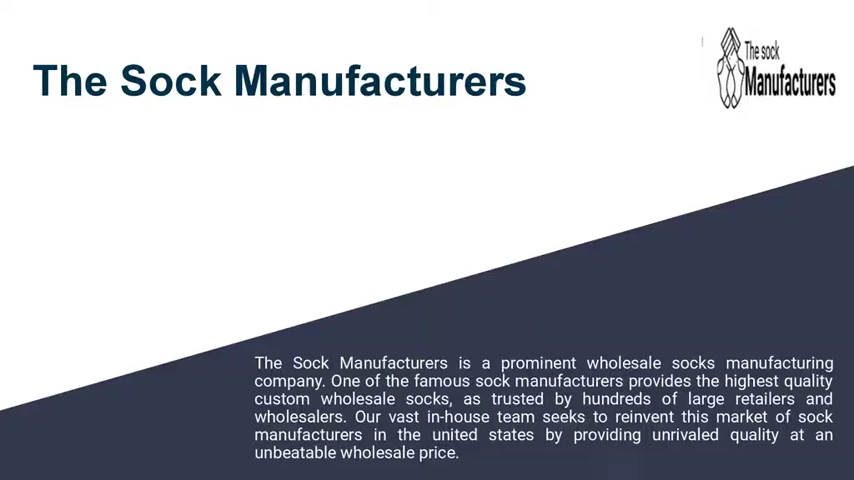 The Sock Manufacturers
The sock
Manufacturers
The Sock Manufacturers is a prominent wholesale socks manufacturing
company. One of the famous sock manufacturers provides the highest quality
custom wholesale socks, as trusted by hundreds of large retailers and
wholesalers. Our vast in-house team seeks to reinvent this market of sock
manufacturers in the united states by providing unrivaled quality at an
unbeatable wholesale price.